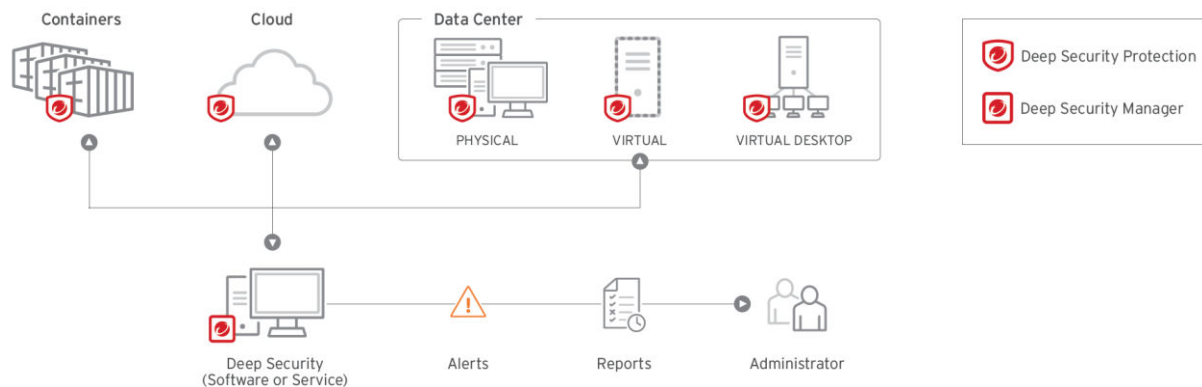 Containers
Cloud
Data Center
PHYSICAL
VIRTUAL
VIRTUAL DESKTOP
Deep Security Protection
Deep Security Manager
Deep Security
(Software or Service)
Alerts
Reports
Administrator